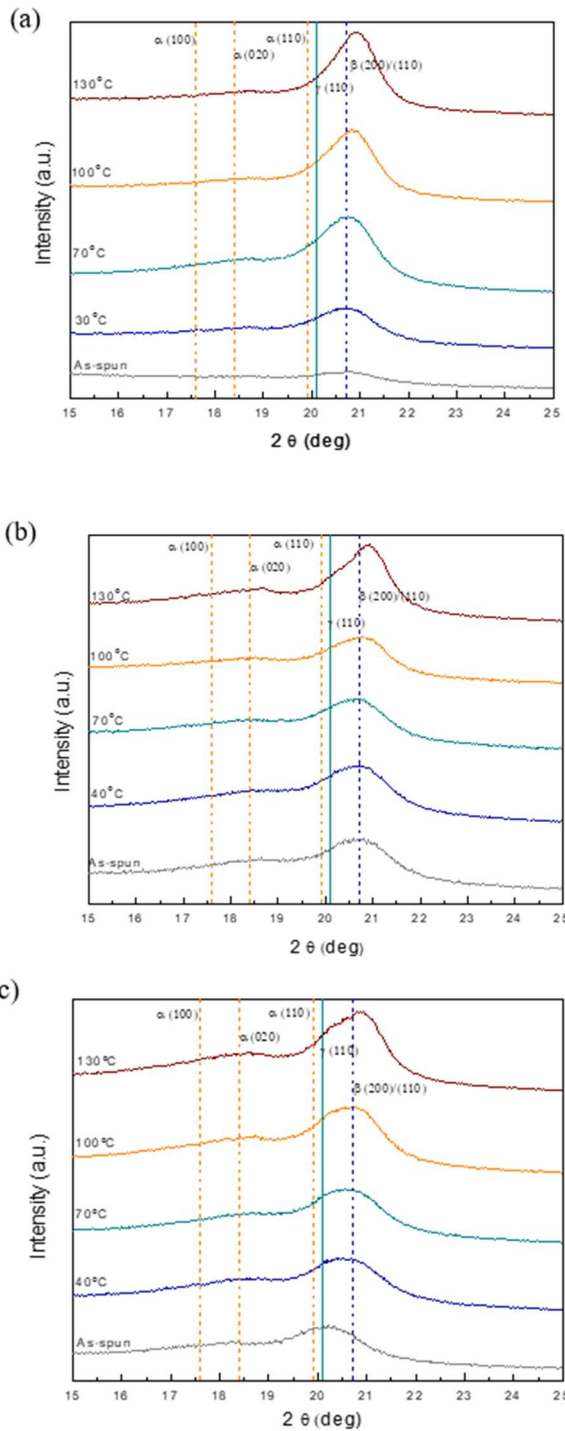 (a)
α (100)
α (020)
α (110)
β (200)/(110)
γ (110)
130°C
100°C
70°C
30°C
As-spun
Intensity (a.u.)
15 16 17 18 19 20 21 22 23 24 25
2 θ (deg)
(b)
α (100)
α (020)
α (110)
β (200)/(110)
γ (110)
130°C
100°C
70°C
40°C
As-spun
Intensity (a.u.)
15 16 17 18 19 20 21 22 23 24 25
2 θ (deg)
c)
α (100)
α (020)
α (110)
γ (110)
β (200)/(110)
130°C
100°C
70°C
40°C
As-spun
Intensity (a.u.)
15 16 17 18 19 20 21 22 23 24 25
2 θ (deg)